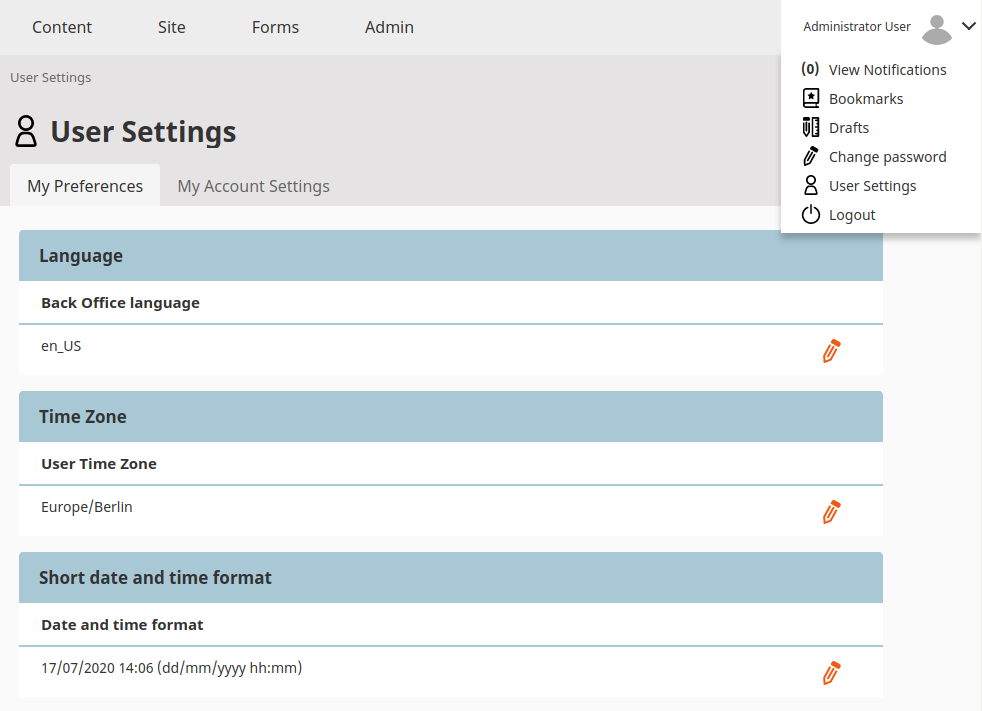 Content Site Forms Admin
Administrator User
(0) View Notifications
Bookmarks
Drafts
Change password
User Settings
Logout
User Settings
User Settings
My Preferences My Account Settings
Language
Back Office language
en_US
Time Zone
User Time Zone
Europe/Berlin
Short date and time format
Date and time format
17/07/2020 14:06 (dd/mm/yyyy hh:mm)